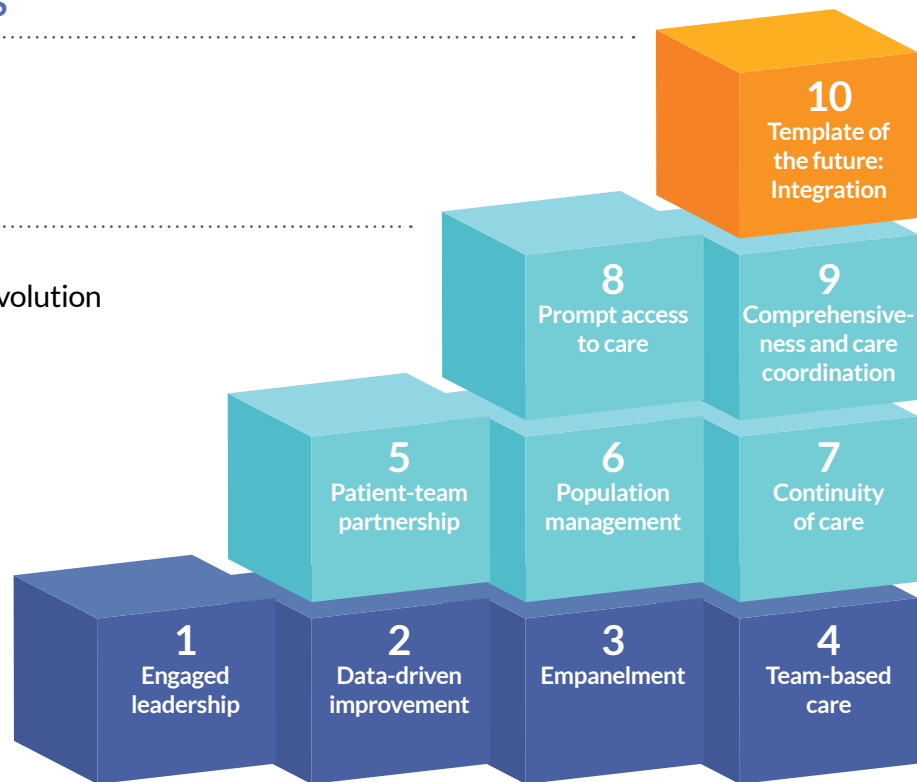 10
Template of
the future:
Integration
volution
8
Prompt access
to care
9
Comprehensive-
ness and care
coordination
5
Patient-team
partnership
6
Population
management
7
Continuity
of care
1
Engaged
leadership
2
Data-driven
improvement
3
Empanelment
4
Team-based
care